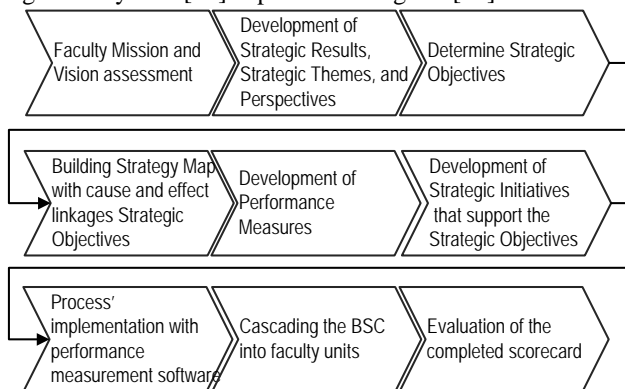 Faculty Mission and
Vision assessment
Development of
Strategic Results,
Strategic Themes, and
Perspectives
Determine Strategic
Objectives
Building Strategy Map
with cause and effect
linkages Strategic
Objectives
Development of
Performance
Measures
Development of
Strategic Initiatives
that support the
Strategic Objectives
Process'
implementation with
performance
measurement software
Cascading the BSC
into faculty units
Evaluation of the
completed scorecard